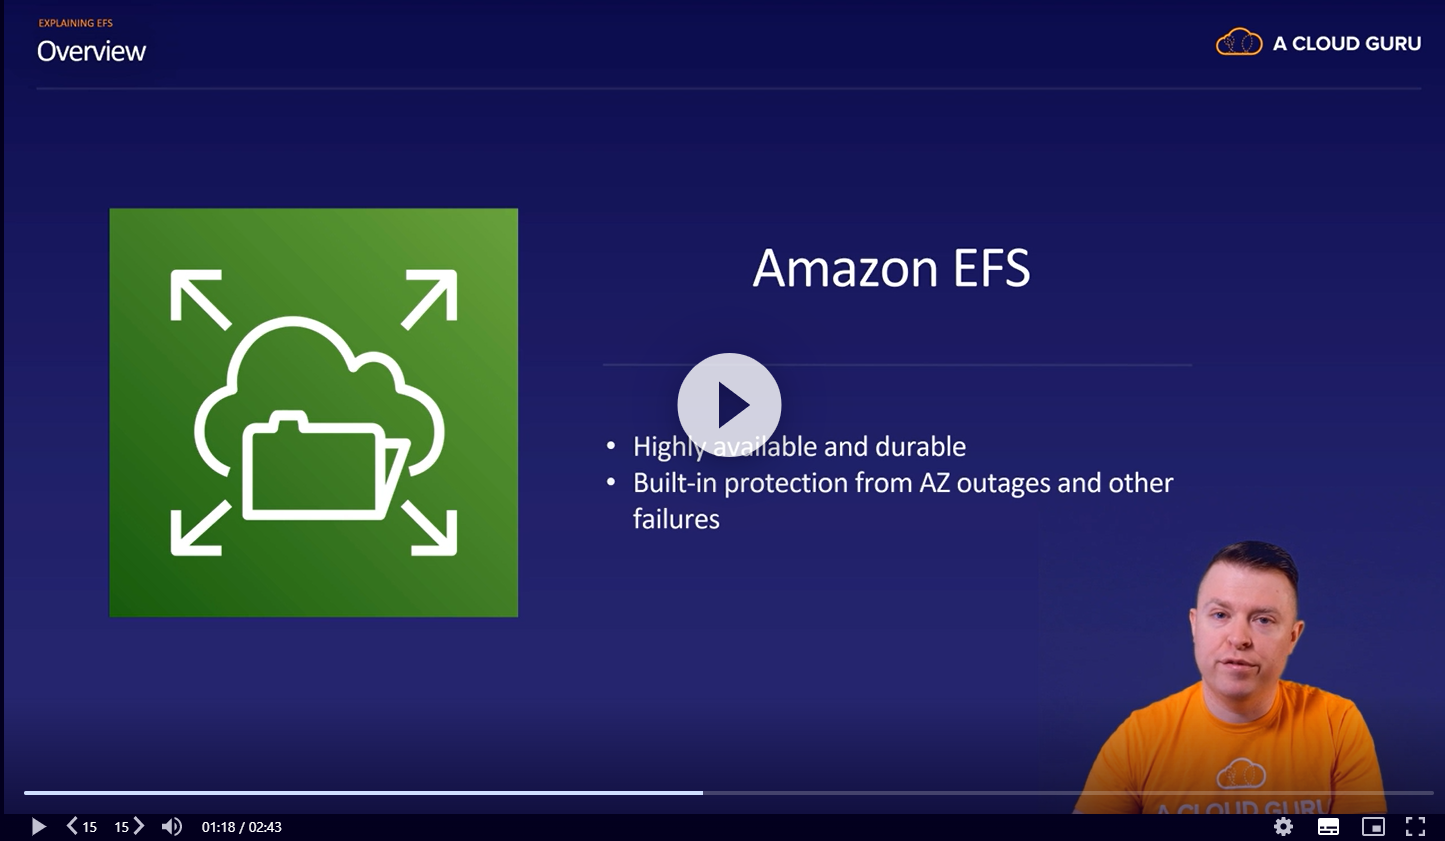 EXPLAINING EFS
Overview
A CLOUD GURU
Amazon EFS
• Highly available and durable
• Built-in protection from AZ outages and other
failures
A CLOUD GURU
15 15 01:18 / 02:43